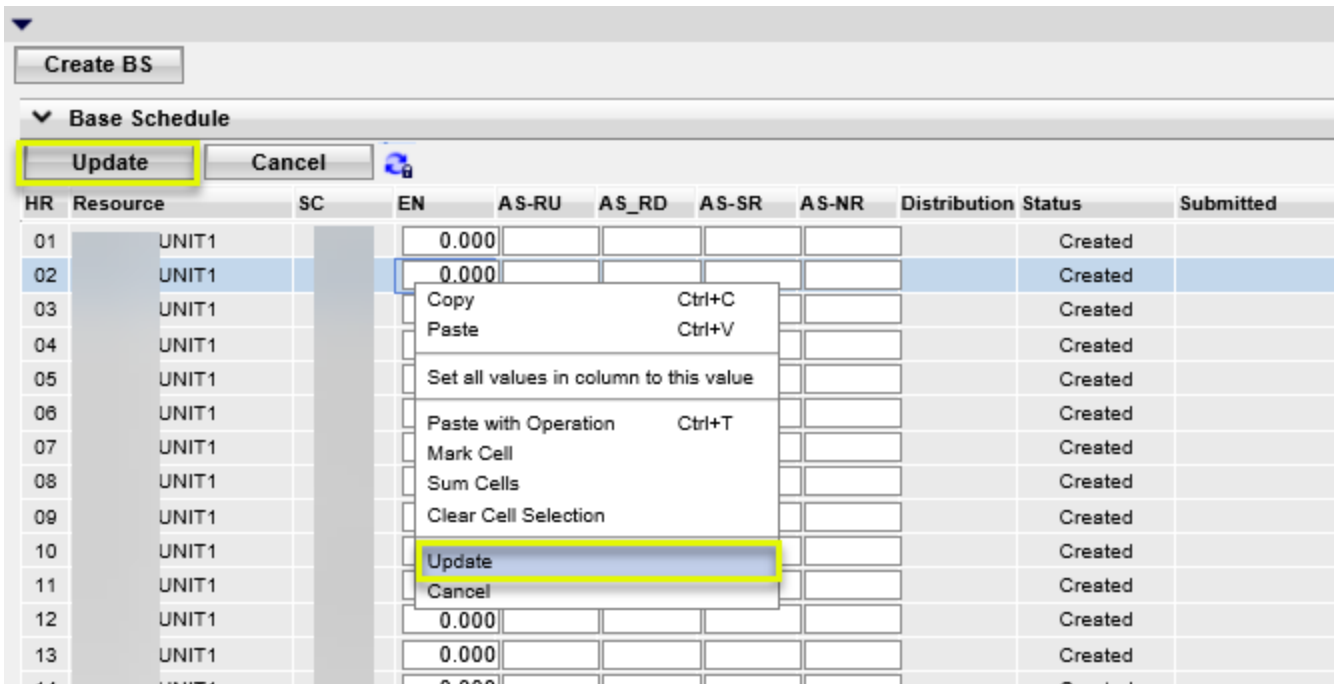 Create BS
Base Schedule
Update Cancel
HR Resource SC EN AS-RU AS_RD AS-SR AS-NR Distribution Status Submitted
01 UNIT1 0.000 Created
02 UNIT1 0.000 Created
03 UNIT1 Created
04 UNIT1 Created
05 UNIT1 Created
06 UNIT1 Created
07 UNIT1 Created
08 UNIT1 Created
09 UNIT1 Created
10 UNIT1 Created
11 UNIT1 Created
12 UNIT1 0.000 Created
13 UNIT1 0.000 Created
Copy Ctrl+C
Paste Ctrl+V
Set all values in column to this value
Paste with Operation Ctrl+T
Mark Cell
Sum Cells
Clear Cell Selection
Update
Cancel